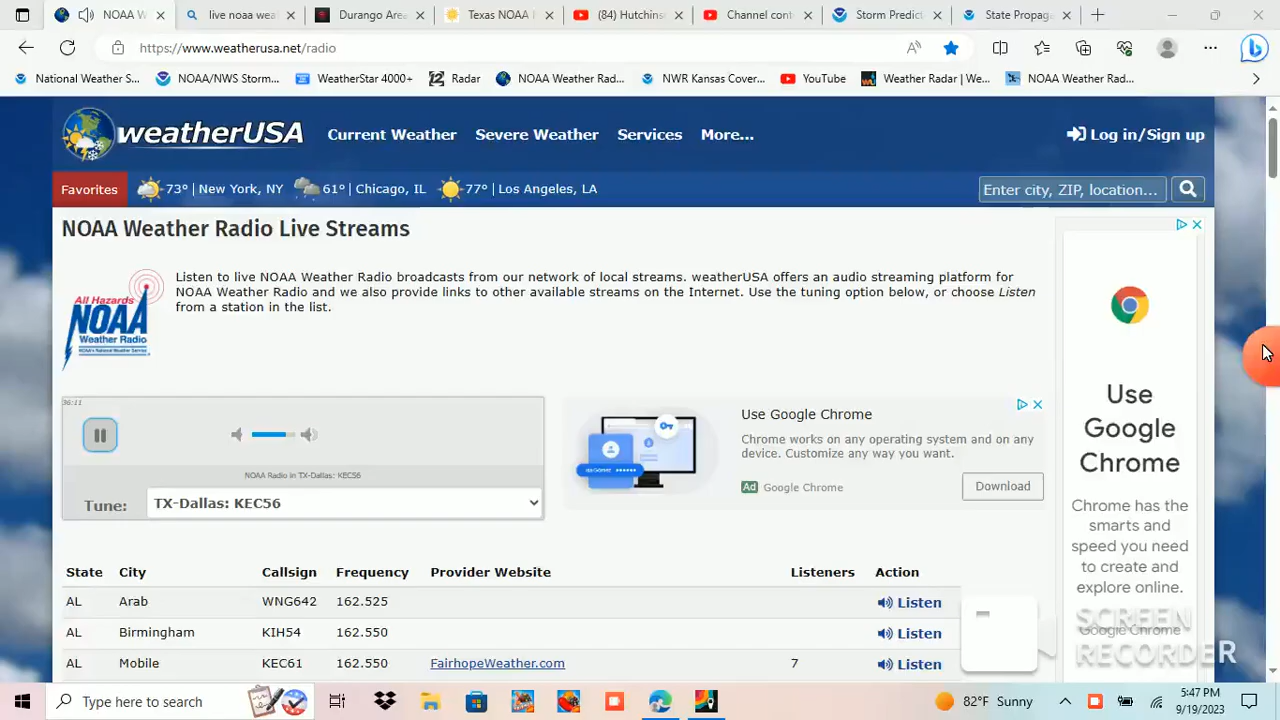 NOAA W
live noaa wea
Durango Area
Texas NOAA
(84) Hutchins
Channel cont
Storm Predict
State Propag
https://www.weatherusa.net/radio
National Weather S...
NOAA/NWS Storm...
WeatherStar 4000+
Radar
NOAA Weather Rad...
NWR Kansas Cover...
YouTube
Weather Radar | We...
NOAA Weather Rad...
weatherUSA
Current Weather
Severe Weather
Services
More...
Log in/Sign up
Favorites
73° | New York, NY
61° | Chicago, IL
77° | Los Angeles, LA
Enter city, ZIP, location...
NOAA Weather Radio Live Streams
All Hazards
NOAA
Weather Radio
Listen to live NOAA Weather Radio broadcasts from our network of local streams. weatherUSA offers an audio streaming platform for
NOAA Weather Radio and we also provide links to other available streams on the Internet. Use the tuning option below, or choose Listen
from a station in the list.
36:11
NOAA Radio in TX-Dallas: KEC56
Tune:
TX-Dallas: KEC56
Use Google Chrome
Chrome works on any operating system and on any
device. Customize any way you want.
Ad Google Chrome
Download
Use
Google
Chrome
Chrome has the
smarts and
speed you need
to create and
explore online.
Google Chrome
State City Callsign Frequency Provider Website Listeners Action
AL Arab WNG642 162.525 Listen
AL Birmingham KIH54 162.550 Listen
AL Mobile KEC61 162.550 FairhopeWeather.com 7 Listen
SCREEN
RECORDER
Type here to search
82°F Sunny
5:47 PM
9/19/2023